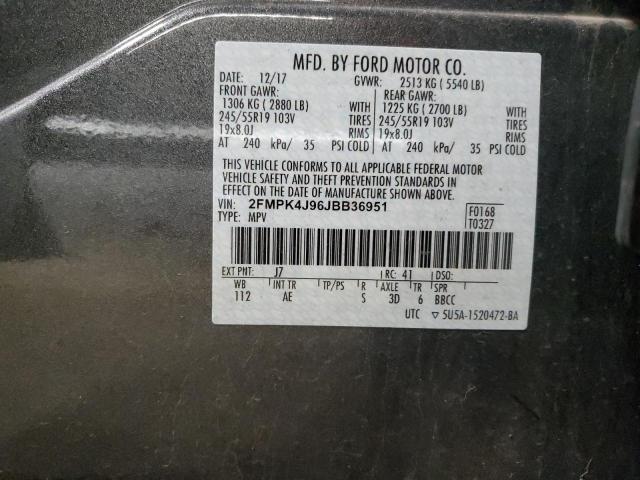 MFD. BY FORD MOTOR CO.
DATE: 12/17 GVWR: 2513 KG ( 5540 LB)
FRONT GAWR: REAR GAWR:
1306 KG ( 2880 LB) WITH 1225 KG ( 2700 LB) WITH
245/55R19 103V TIRES 245/55R19 103V TIRES
19x8.0J RIMS 19x8.0J RIMS
AT 240 kPa/ 35 PSI COLD AT 240 kPa/ 35 PSI COLD
THIS VEHICLE CONFORMS TO ALL APPLICABLE FEDERAL MOTOR
VEHICLE SAFETY AND THEFT PREVENTION STANDARDS IN
EFFECT ON THE DATE OF MANUFACTURE SHOWN ABOVE.
VIN: 2FMPK4J96JBB36951 F0168
TYPE: MPV T0327
EXT PNT: J7 RC: 41 DSO:
WB INT TR TP/PS R AXLE TR SPR
112 AE S 3D 6 BBCC
UTC ▽ 5U5A-1520472-BA